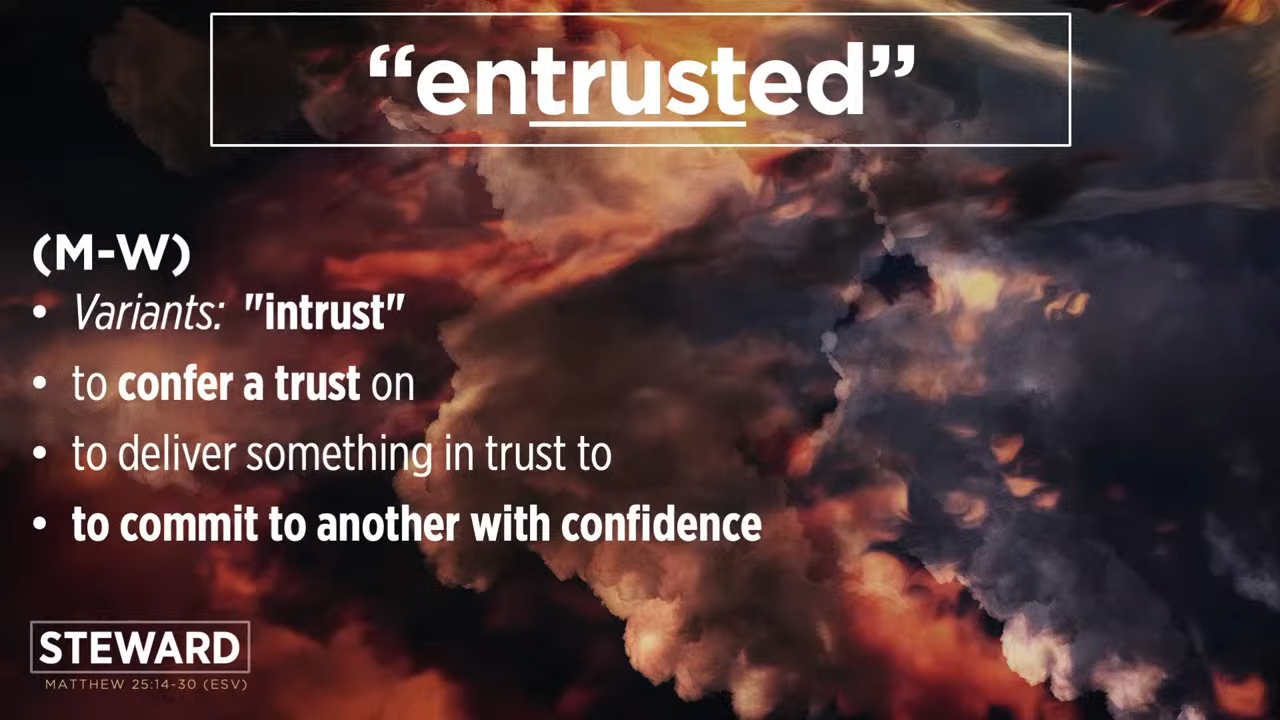 “entrusted”
(M-W)
• Variants: "intrust"
• to confer a trust on
• to deliver something in trust to
• to commit to another with confidence
STEWARD
MATTHEW 25:14-30 (ESV)